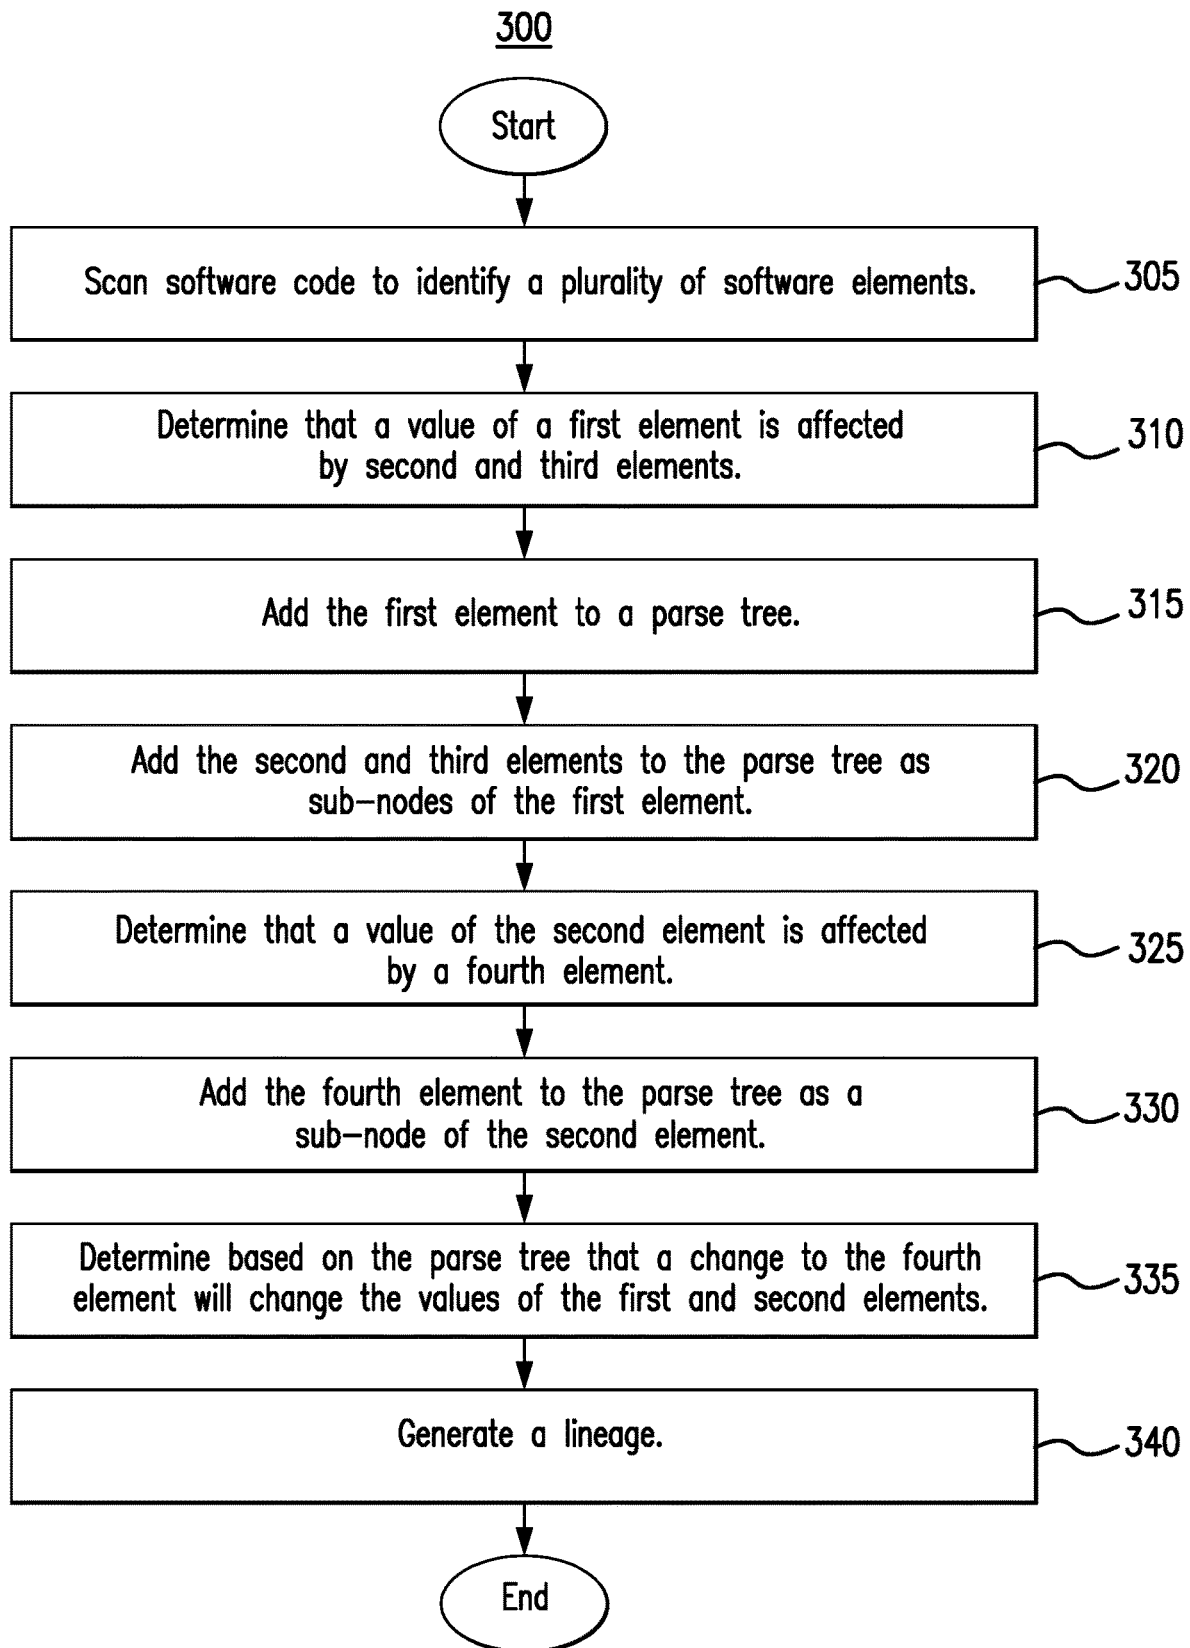 300
Start
Scan software code to identify a plurality of software elements.
305
Determine that a value of a first element is affected
by second and third elements.
310
Add the first element to a parse tree.
315
Add the second and third elements to the parse tree as
sub-nodes of the first element.
320
Determine that a value of the second element is affected
by a fourth element.
325
Add the fourth element to the parse tree as a
sub-node of the second element.
330
Determine based on the parse tree that a change to the fourth
element will change the values of the first and second elements.
335
Generate a lineage.
340
End